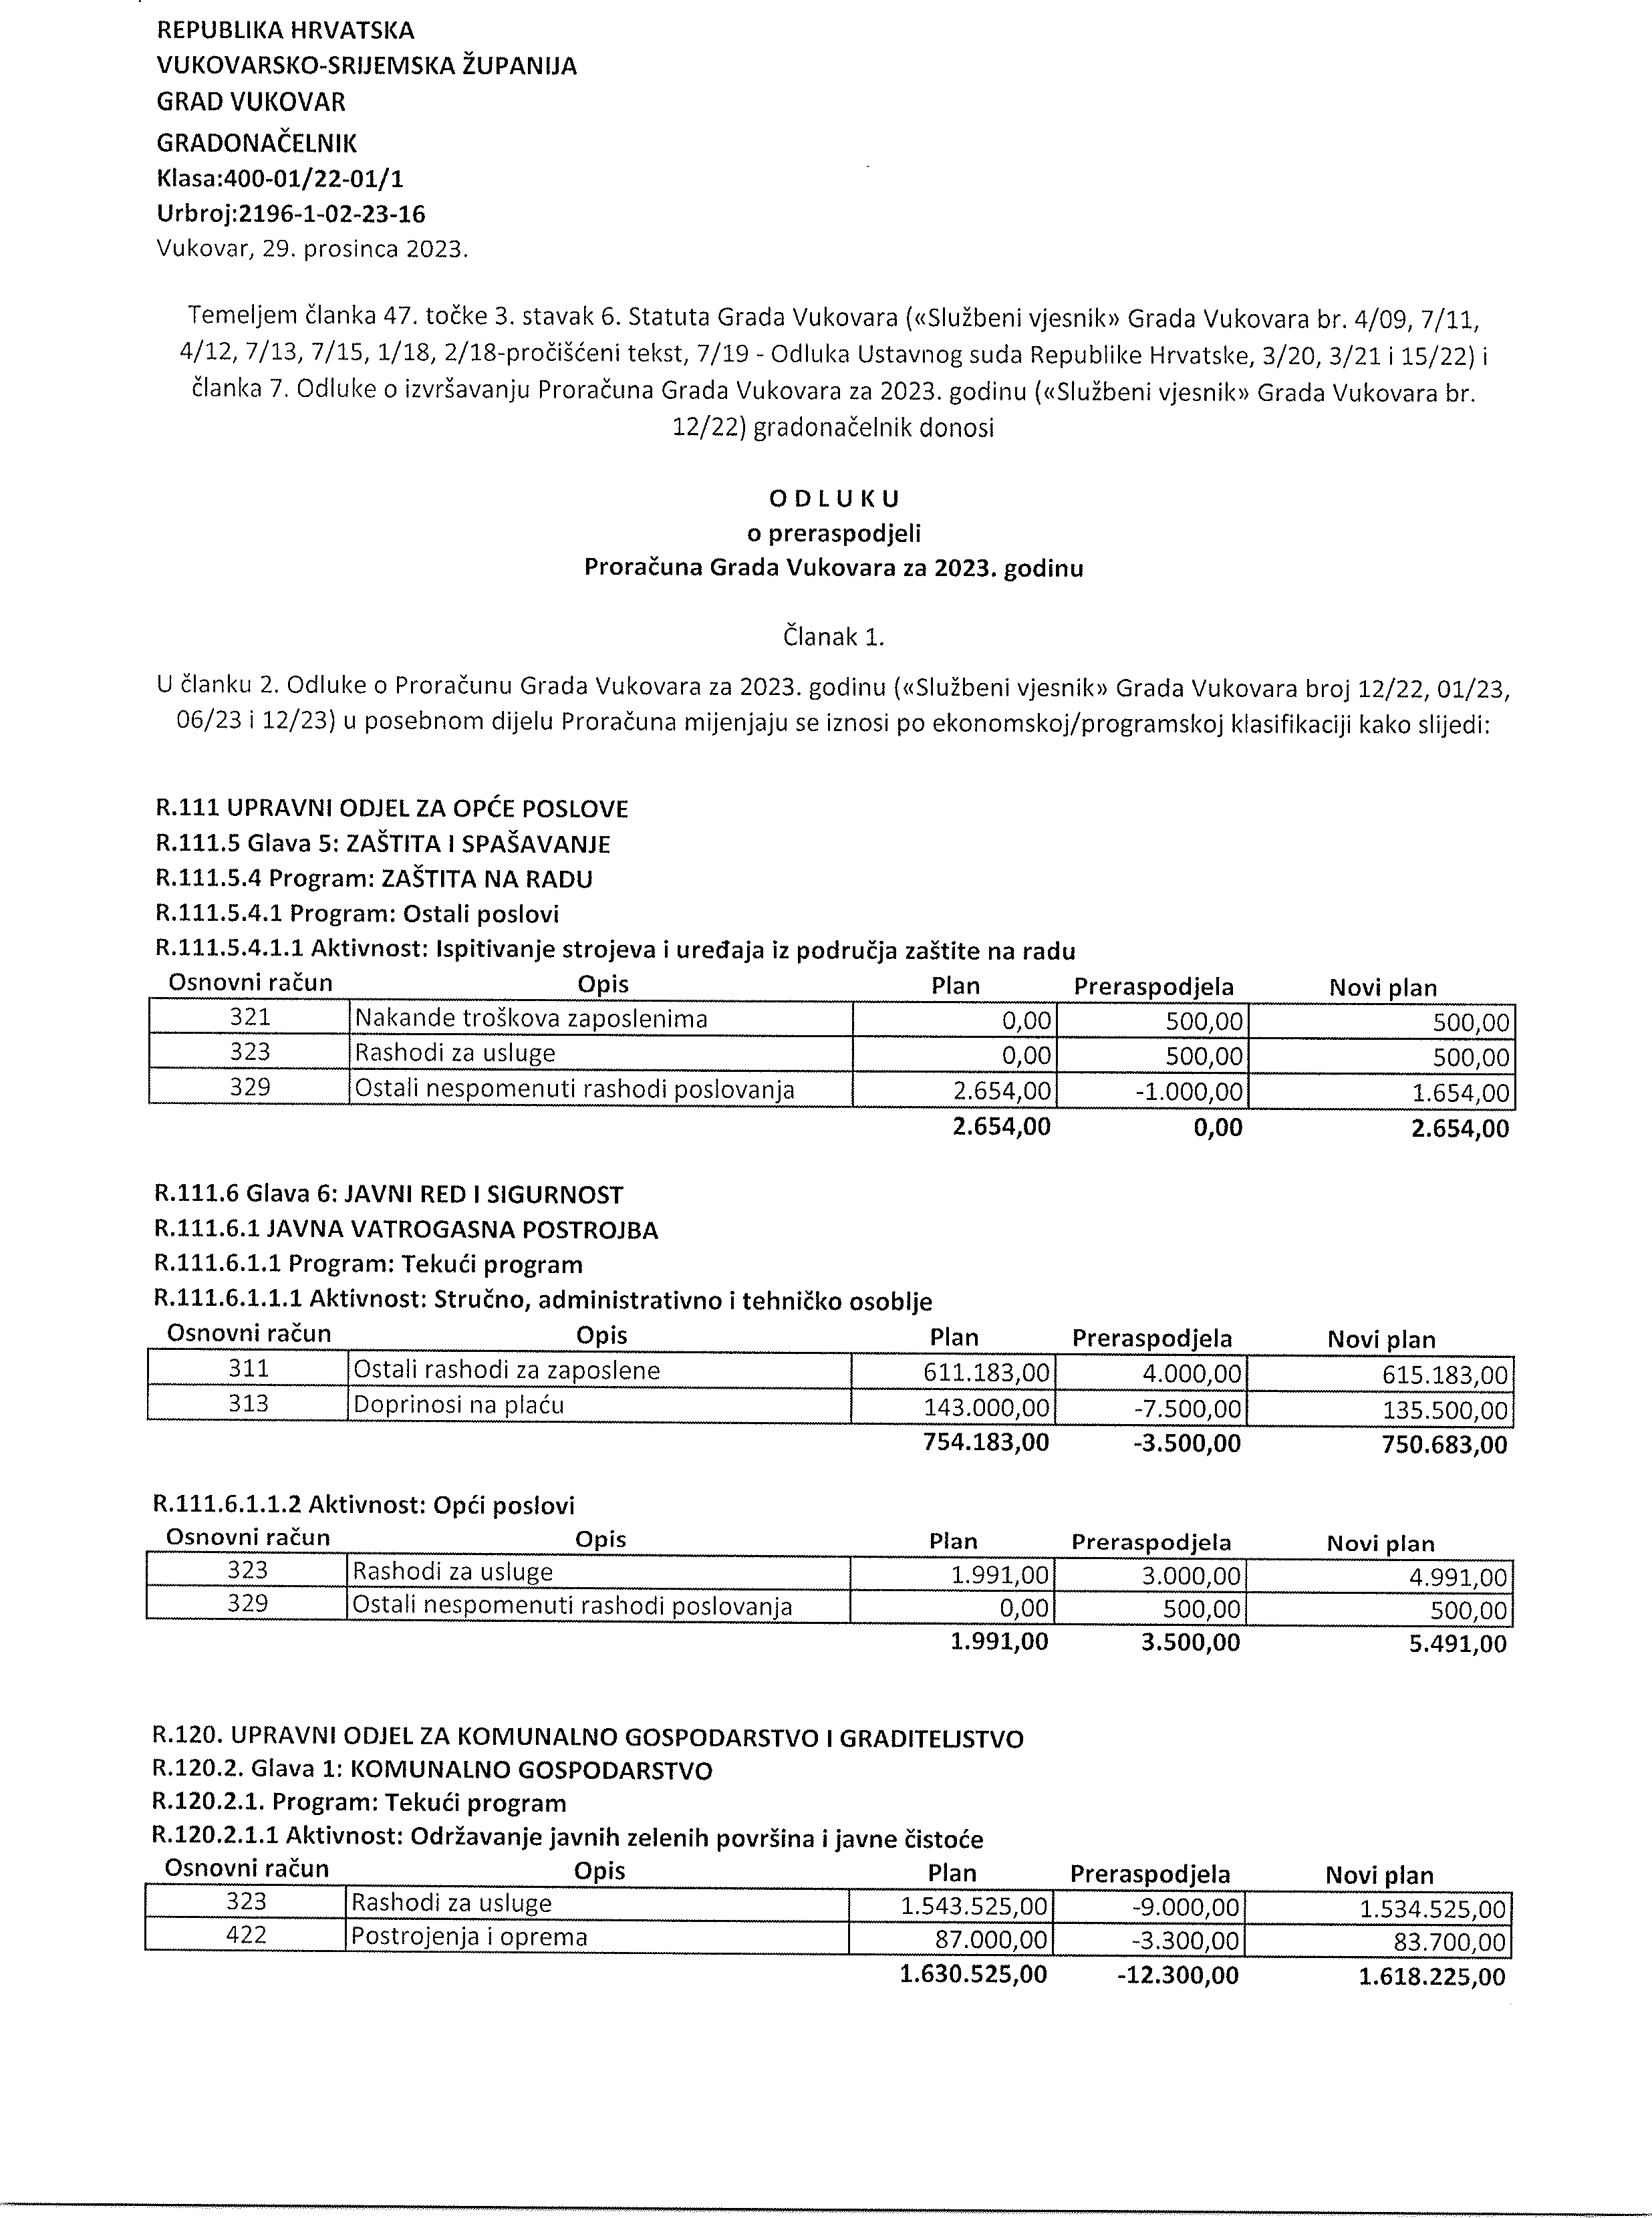 REPUBLIKA HRVATSKA
VUKOVARSKO-SRIJEMSKA ŽUPANIJA
GRAD VUKOVAR
GRADONAČELNIK
Klasa:400-01/22-01/1
Urbroj:2196-1-02-23-16
Vukovar, 29. prosinca 2023.
Temeljem članka 47. točke 3. stavak 6. Statuta Grada Vukovara («Službeni vjesnik» Grada Vukovara br. 4/09, 7/11,
4/12, 7/13, 7/15, 1/18, 2/18-pročišćeni tekst, 7/19 - Odluka Ustavnog suda Republike Hrvatske, 3/20, 3/21 i 15/22) i
članka 7. Odluke o izvršavanju Proračuna Grada Vukovara za 2023. godinu («Službeni vjesnik» Grada Vukovara br.
12/22) gradonačelnik donosi
O D L U K U
o preraspodjeli
Proračuna Grada Vukovara za 2023. godinu
Članak 1.
U članku 2. Odluke o Proračunu Grada Vukovara za 2023. godinu («Službeni vjesnik» Grada Vukovara broj 12/22, 01/23,
06/23 i 12/23) u posebnom dijelu Proračuna mijenjaju se iznosi po ekonomskoj/programskoj klasifikaciji kako slijedi:
R.111 UPRAVNI ODJEL ZA OPĆE POSLOVE
R.111.5 Glava 5: ZAŠTITA I SPAŠAVANJE
R.111.5.4 Program: ZAŠTITA NA RADU
R.111.5.4.1 Program: Ostali poslovi
R.111.5.4.1.1 Aktivnost: Ispitivanje strojeva i uređaja iz područja zaštite na radu
Osnovni račun Opis Plan Preraspodjela Novi plan
321 Nakande troškova zaposlenima 0,00 500,00 500,00
323 Rashodi za usluge 0,00 500,00 500,00
329 Ostali nespomenuti rashodi poslovanja 2.654,00 -1.000,00 1.654,00
2.654,00 0,00 2.654,00
R.111.6 Glava 6: JAVNI RED I SIGURNOST
R.111.6.1 JAVNA VATROGASNA POSTROJBA
R.111.6.1.1 Program: Tekući program
R.111.6.1.1.1 Aktivnost: Stručno, administrativno i tehničko osoblje
Osnovni račun Opis Plan Preraspodjela Novi plan
311 Ostali rashodi za zaposlene 611.183,00 4.000,00 615.183,00
313 Doprinosi na plaću 143.000,00 -7.500,00 135.500,00
754.183,00 -3.500,00 750.683,00
R.111.6.1.1.2 Aktivnost: Opći poslovi
Osnovni račun Opis Plan Preraspodjela Novi plan
323 Rashodi za usluge 1.991,00 3.000,00 4.991,00
329 Ostali nespomenuti rashodi poslovanja 0,00 500,00 500,00
1.991,00 3.500,00 5.491,00
R.120. UPRAVNI ODJEL ZA KOMUNALNO GOSPODARSTVO I GRADITELJSTVO
R.120.2. Glava 1: KOMUNALNO GOSPODARSTVO
R.120.2.1. Program: Tekući program
R.120.2.1.1 Aktivnost: Održavanje javnih zelenih površina i javne čistoće
Osnovni račun Opis Plan Preraspodjela Novi plan
323 Rashodi za usluge 1.543.525,00 -9.000,00 1.534.525,00
422 Postrojenja i oprema 87.000,00 -3.300,00 83.700,00
1.630.525,00 -12.300,00 1.618.225,00